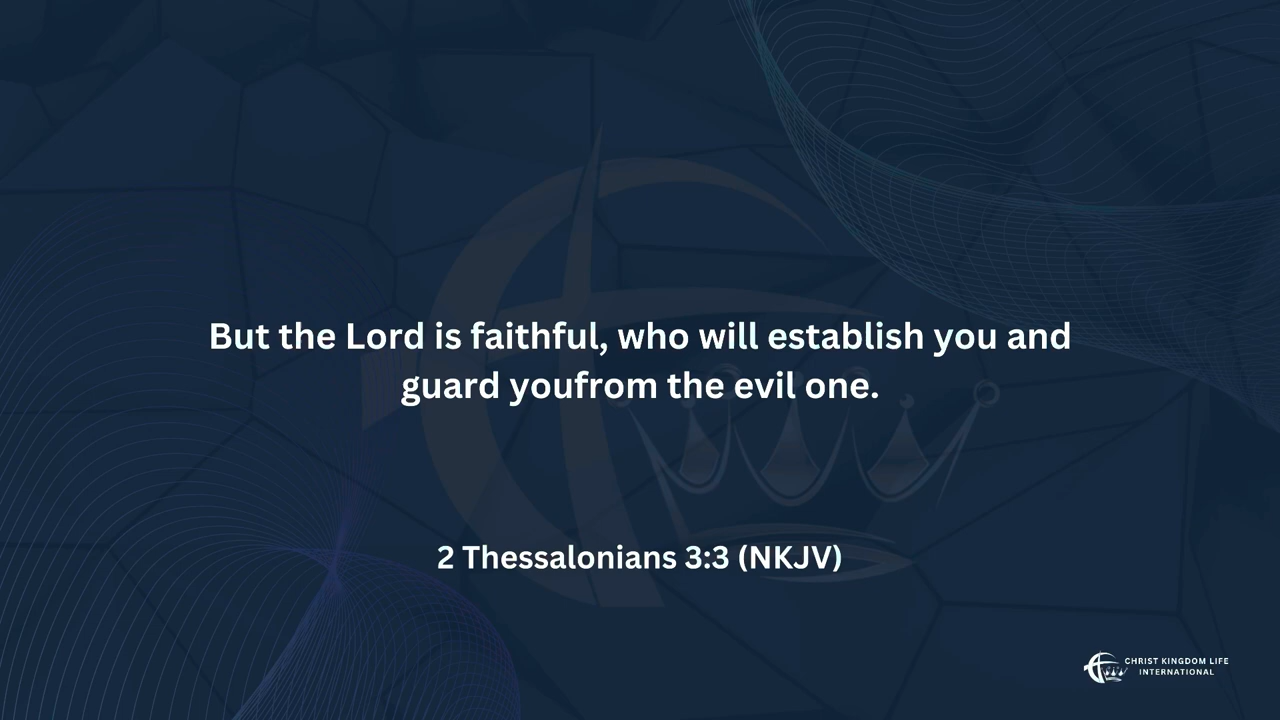 But the Lord is faithful, who will establish you and
guard youfrom the evil one.
2 Thessalonians 3:3 (NKJV)
CHRIST KINGDOM LIFE
INTERNATIONAL